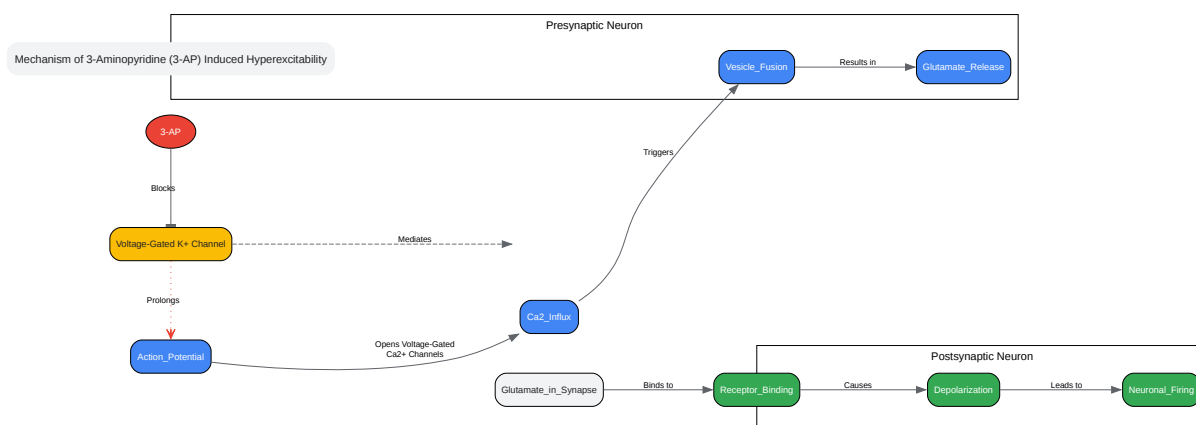 Presynaptic Neuron
Mechanism of 3-Aminopyridine (3-AP) Induced Hyperexcitability
Vesicle_Fusion
Results in
Glutamate_Release
3-AP
Triggers
Blocks
Voltage-Gated K+ Channel
Mediates
Prolongs
Ca2_Influx
Action_Potential
Opens Voltage-Gated
Ca2+ Channels
Postsynaptic Neuron
Glutamate_in_Synapse
Binds to
Receptor_Binding
Causes
Depolarization
Leads to
Neuronal_Firing